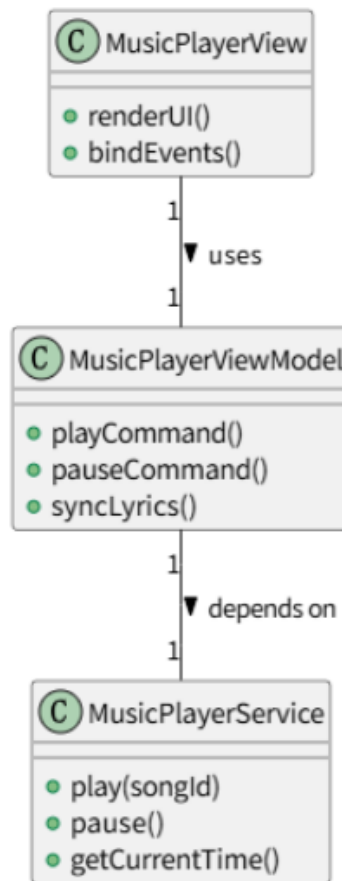 C MusicPlayerView
renderUI()
bindEvents()
1
uses
1
C MusicPlayerViewModel
playCommand()
pauseCommand()
syncLyrics()
1
depends on
1
C MusicPlayerService
play(songId)
pause()
getCurrentTime()